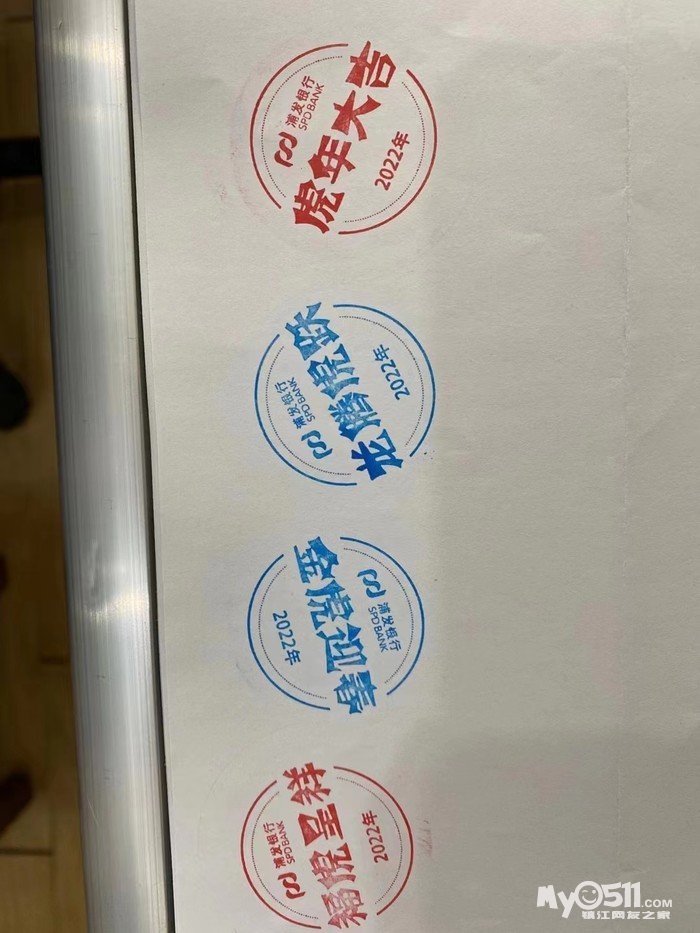 浦发银行
SPD BANK
虎年大吉
2022年
浦发银行
SPD BANK
龙腾虎跃
2022年
浦发银行
SPD BANK
金虎迎春
2022年
浦发银行
SPD BANK
福虎呈祥
2022年
My0511.COM
镇江网友之家